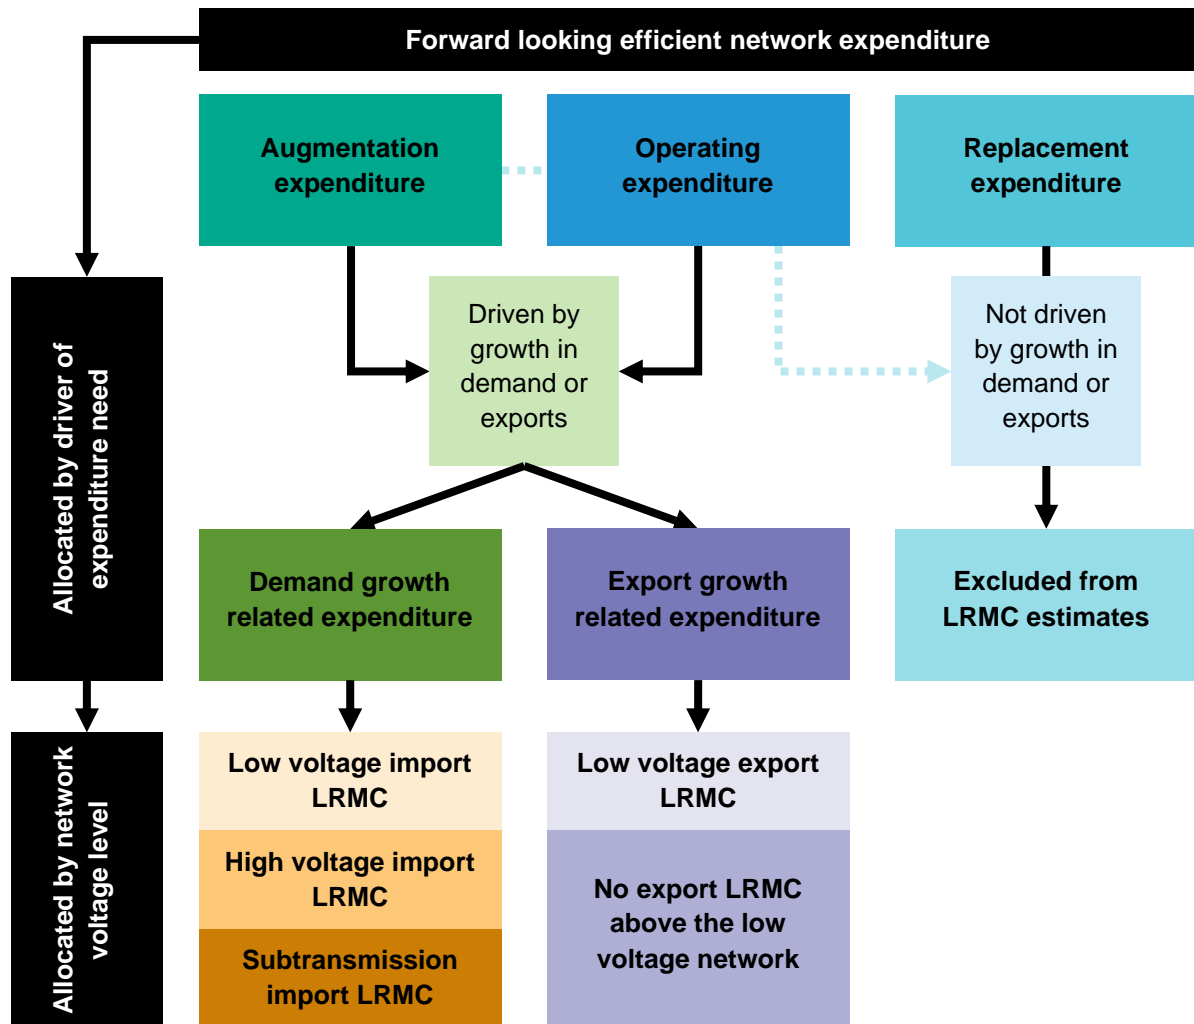 Forward looking efficient network expenditure
Augmentation
expenditure
Operating
expenditure
Replacement
expenditure
Allocated by driver of
expenditure need
Driven by
growth in
demand or
exports
Not driven
by growth in
demand or
exports
Demand growth
related expenditure
Export growth
related expenditure
Excluded from
LRMC estimates
Allocated by network
voltage level
Low voltage import
LRMC
High voltage import
LRMC
Subtransmission
import LRMC
Low voltage export
LRMC
No export LRMC
above the low
voltage network